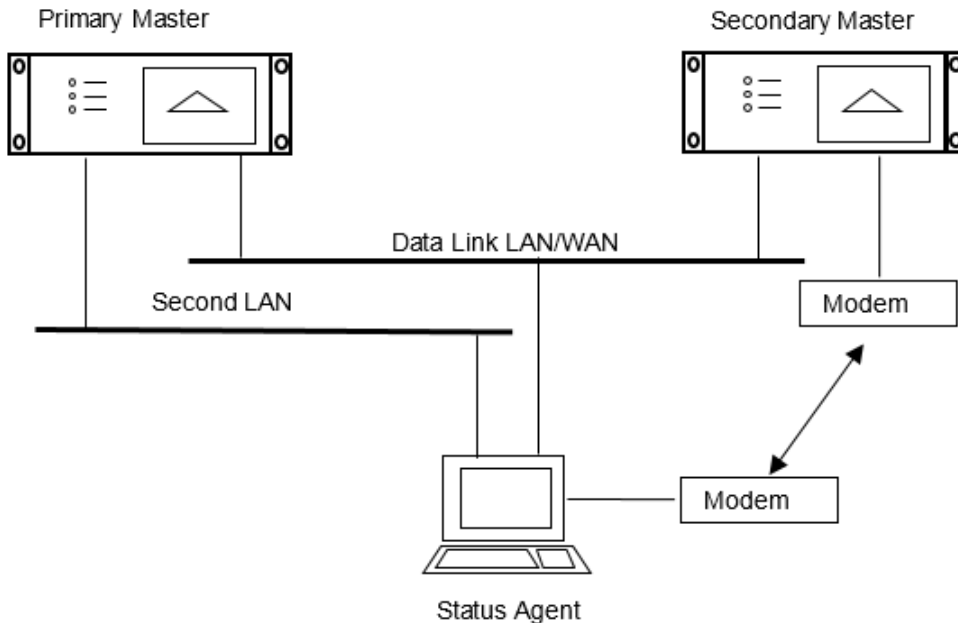 Primary Master
Secondary Master
Data Link LAN/WAN
Second LAN
Modem
Modem
Status Agent